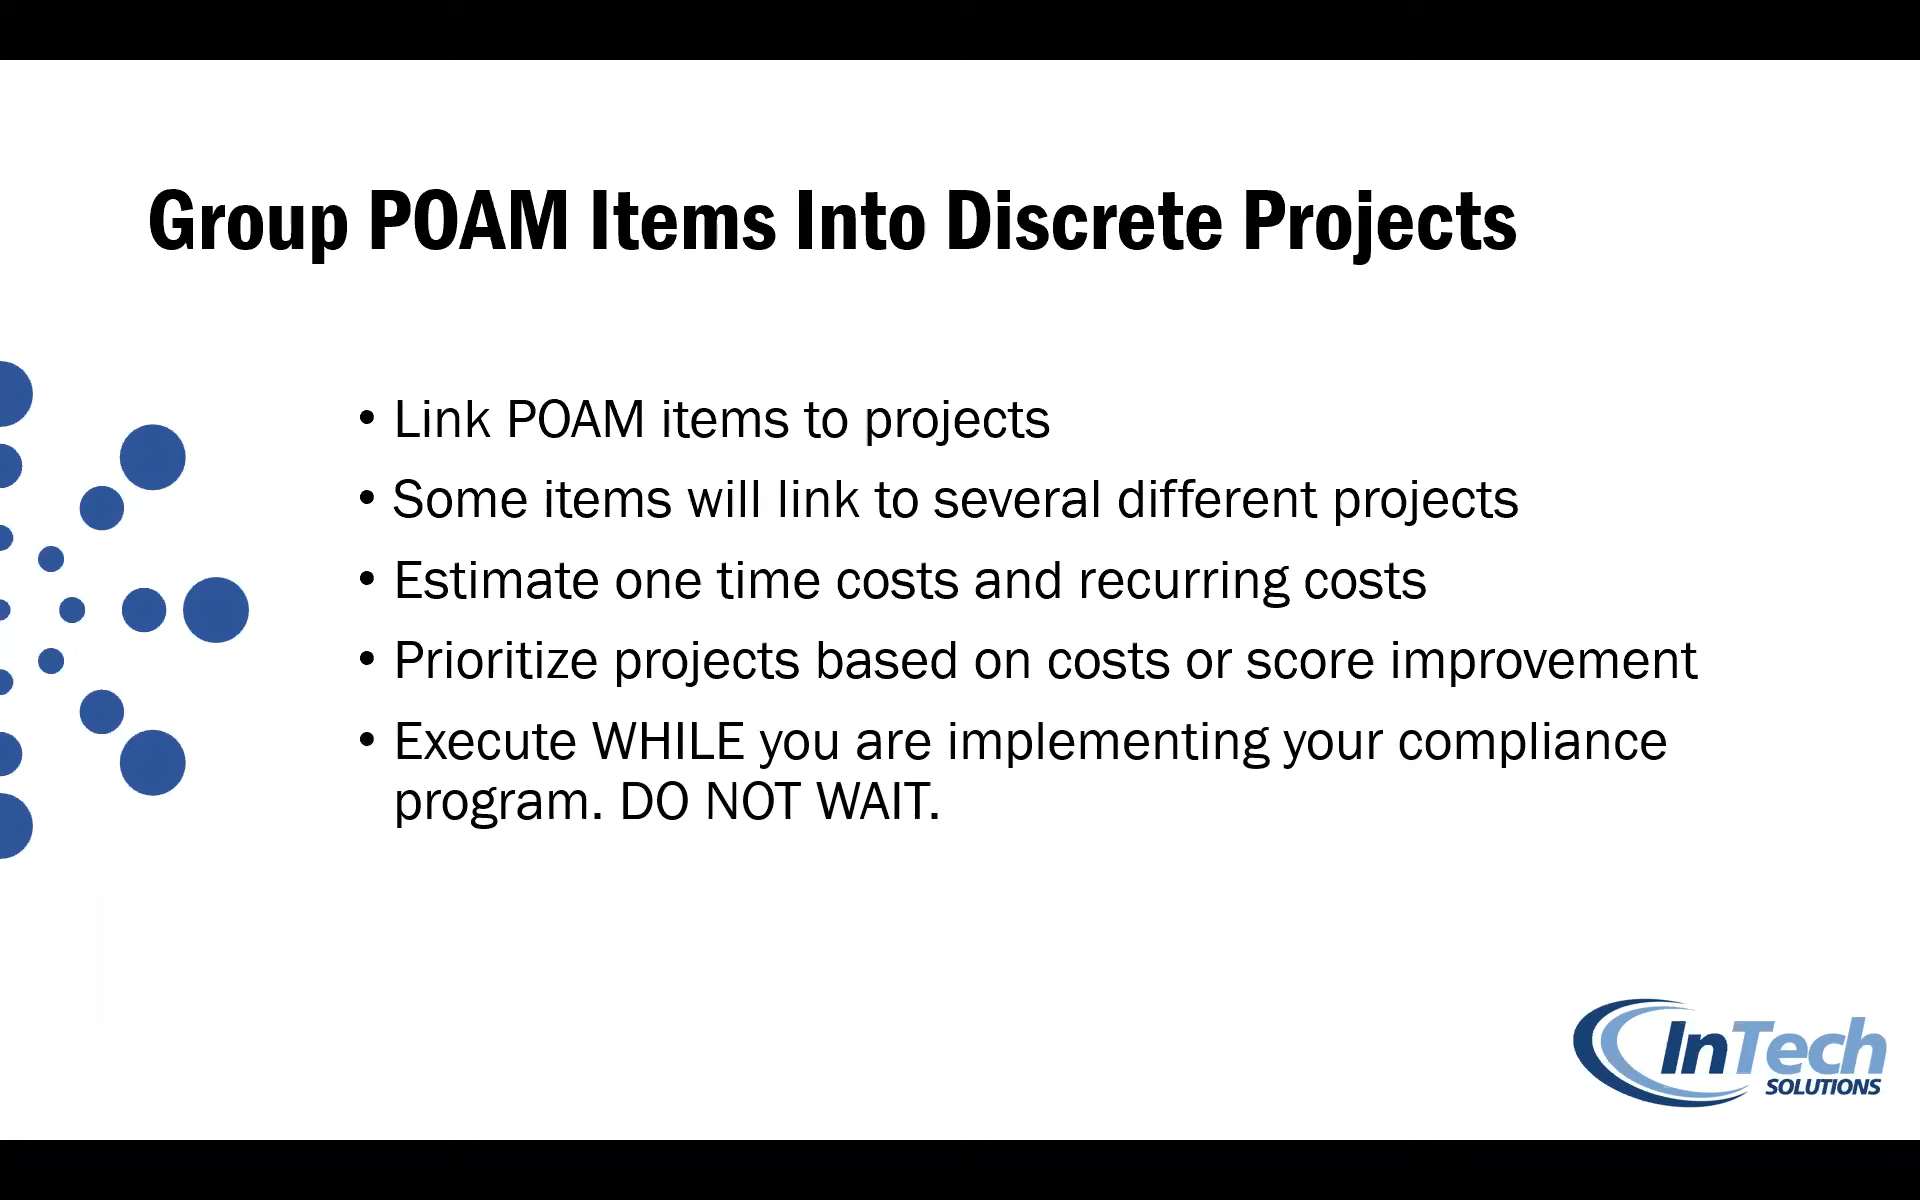 Group POAM Items Into Discrete Projects
• Link POAM items to projects
• Some items will link to several different projects
• Estimate one time costs and recurring costs
• Prioritize projects based on costs or score improvement
• Execute WHILE you are implementing your compliance
program. DO NOT WAIT.
InTech
SOLUTIONS